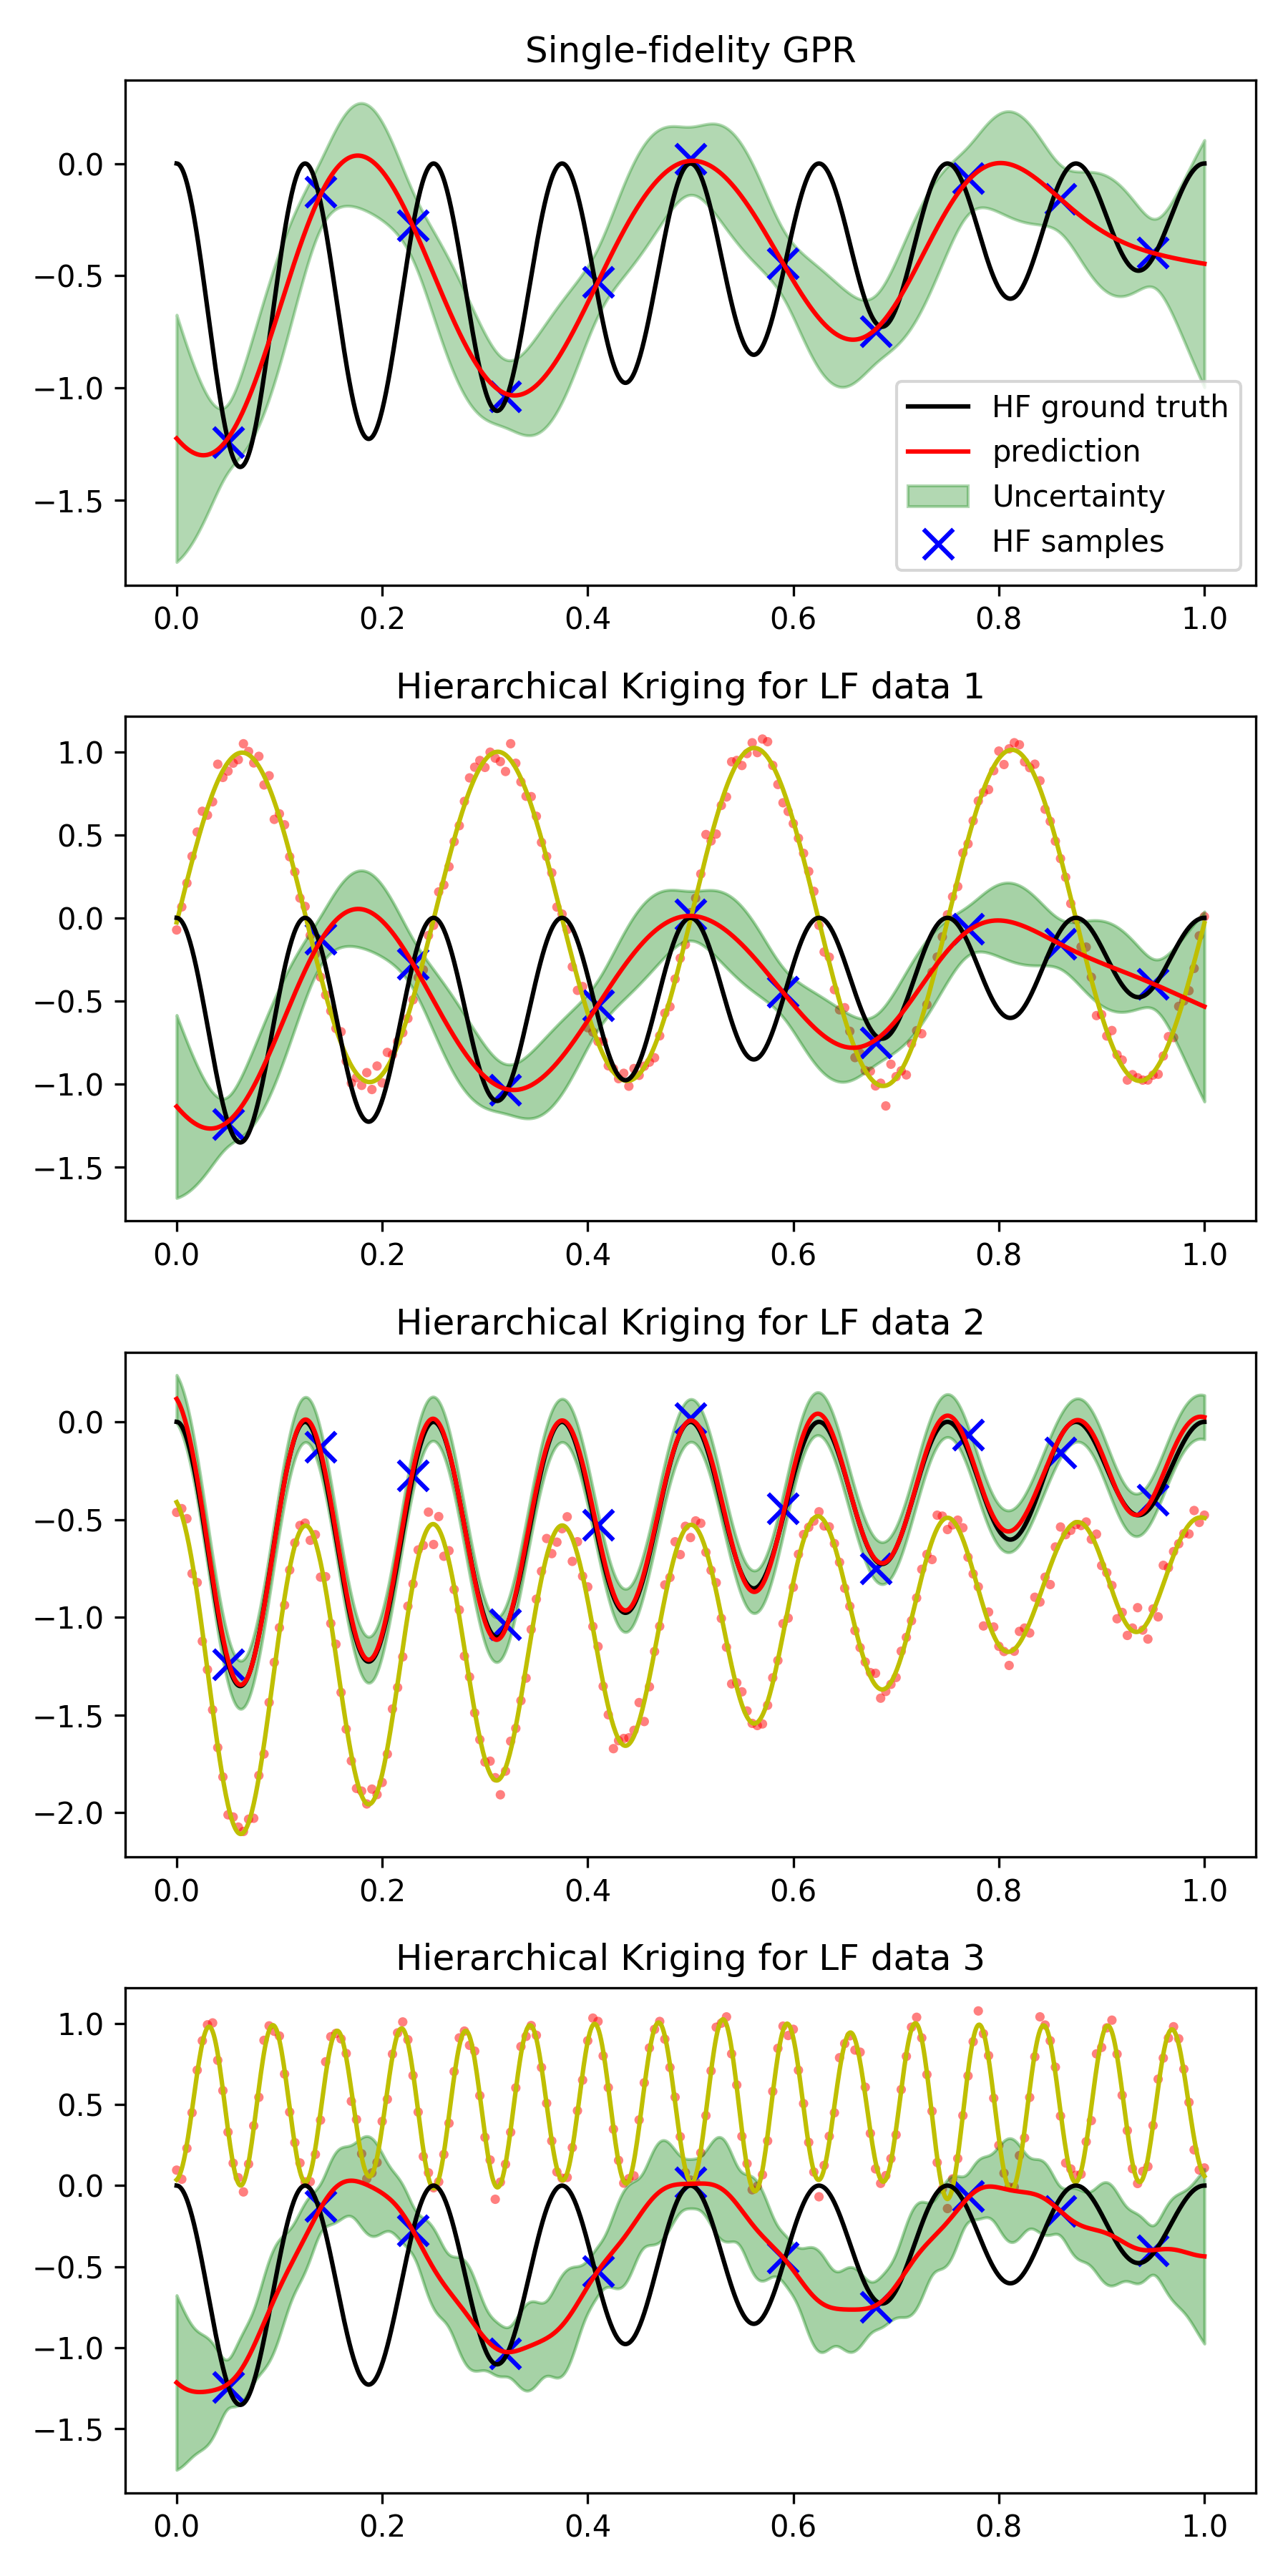 Single-fidelity GPR
0.0
−0.5
−1.0
−1.5
HF ground truth
prediction
Uncertainty
HF samples
0.0 0.2 0.4 0.6 0.8 1.0
Hierarchical Kriging for LF data 1
1.0
0.5
0.0
−0.5
−1.0
−1.5
0.0 0.2 0.4 0.6 0.8 1.0
Hierarchical Kriging for LF data 2
0.0
−0.5
−1.0
−1.5
−2.0
0.0 0.2 0.4 0.6 0.8 1.0
Hierarchical Kriging for LF data 3
1.0
0.5
0.0
−0.5
−1.0
−1.5
0.0 0.2 0.4 0.6 0.8 1.0